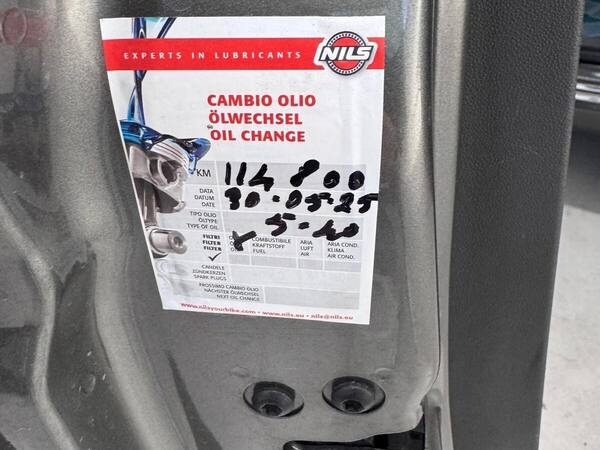 EXPERTS IN LUBRICANTS
NILS
CAMBIO OLIO
ÖLWECHSEL
OIL CHANGE
KM 114 800
DATA
DATUM
DATE
30-05-25
TIPO OLIO
ÖLTYPE
TYPE OF OIL
5-40
FILTRI COMBUSTIBILE ARIA ARIA COND.
FILTER KRAFTSTOFF LUFT KLIMA
FILTER FUEL AIR AIR COND.
CANDELE
ZÜNDKERZEN
SPARK PLUGS
PROSSIMO CAMBIO OLIO
NÄCHSTER ÖLWECHSEL
NEXT OIL CHANGE
www.nilsyourbike.com • www.nils.eu • nils@nils.eu